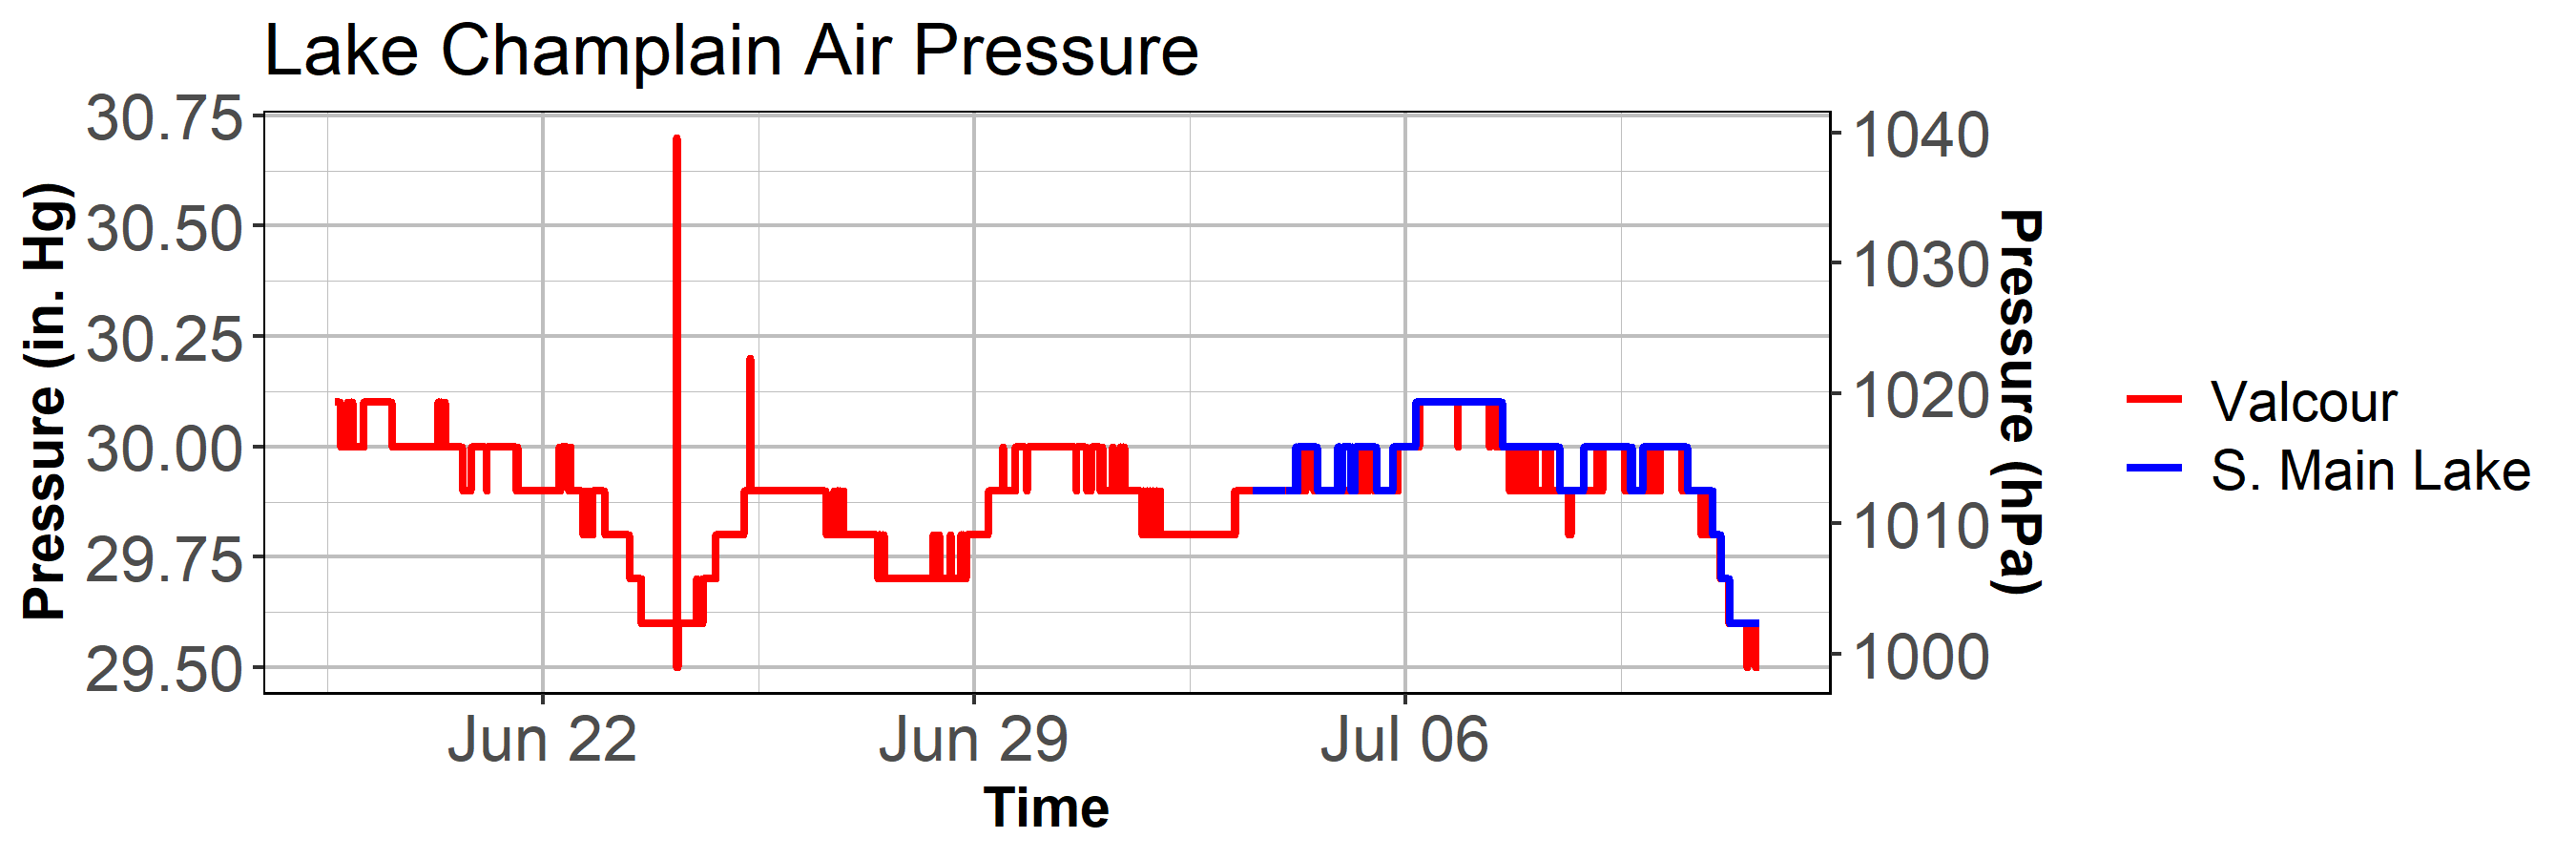 Lake Champlain Air Pressure
Pressure (in. Hg)
30.75
30.50
30.25
30.00
29.75
29.50
1040
1030
1020
1010
1000
Pressure (hPa)
Jun 22
Jun 29
Jul 06
Time
Valcour
S. Main Lake